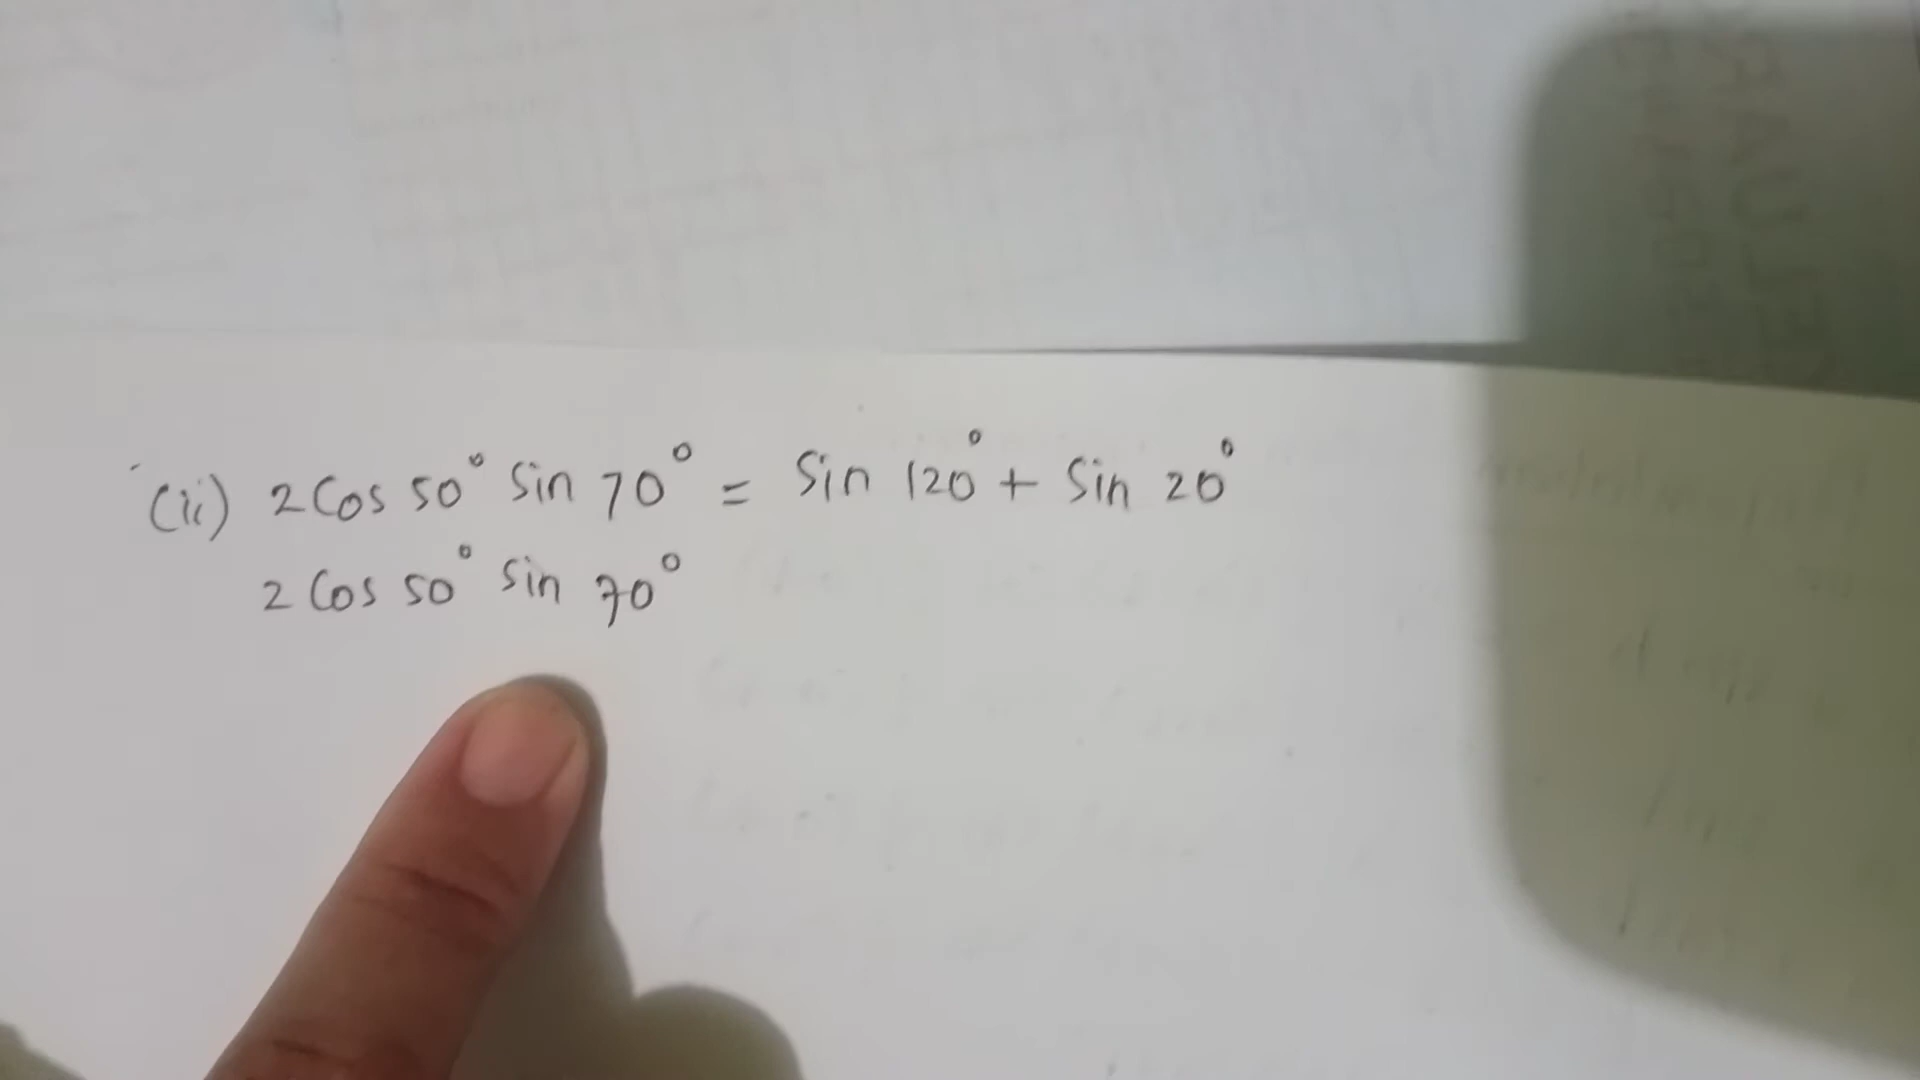 (ii) 2 Cos 50° Sin 70° = Sin 120° + Sin 20°
2 Cos 50° Sin 70°